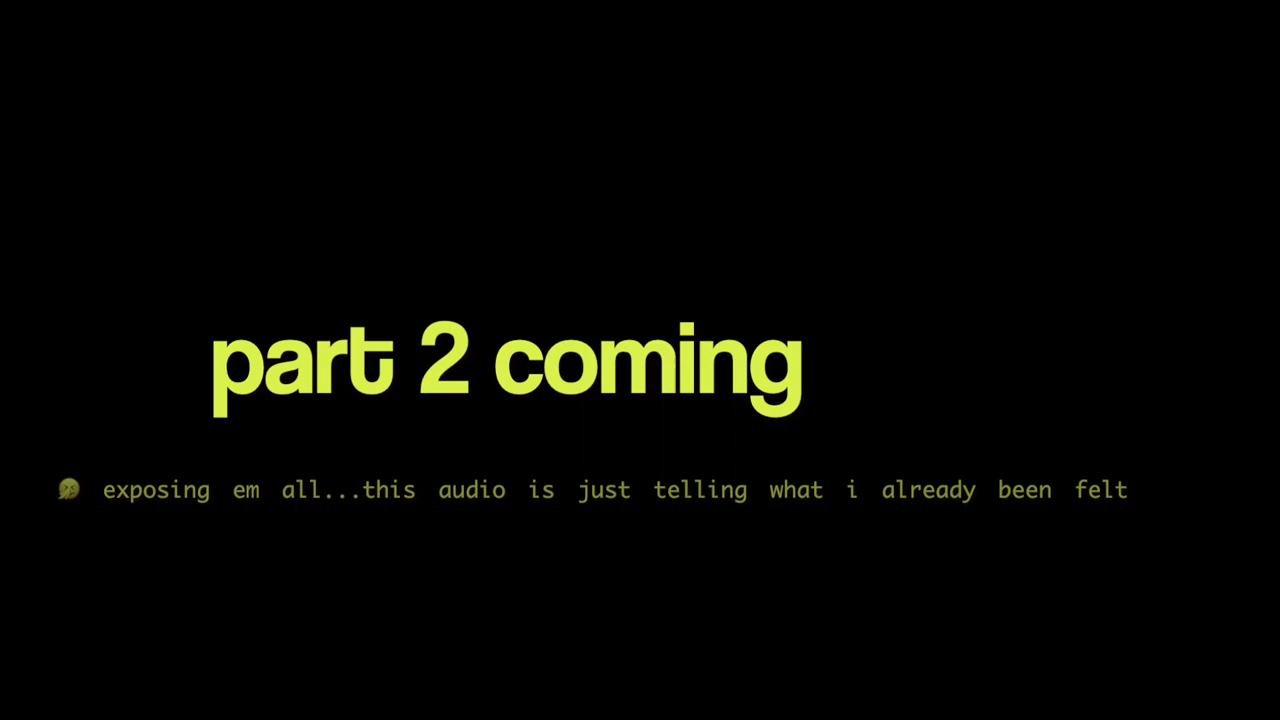 part 2 coming
🫢 exposing em all...this audio is just telling what i already been felt